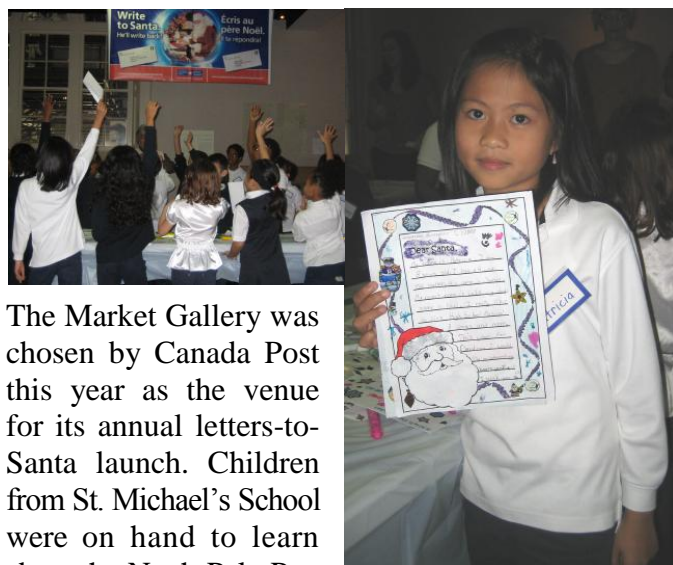 Write
to Santa.
He'll write back!
Écris au
père Noël.
Il te répondra!
Dear Santa,
tricia
The Market Gallery was
chosen by Canada Post
this year as the venue
for its annual letters-to-
Santa launch. Children
from St. Michael's School
were on hand to learn